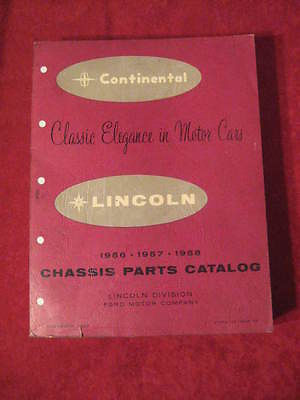 Continental
Classic Elegance in Motor Cars
LINCOLN
1956 • 1957 • 1958
CHASSIS PARTS CATALOG
LINCOLN DIVISION
FORD MOTOR COMPANY